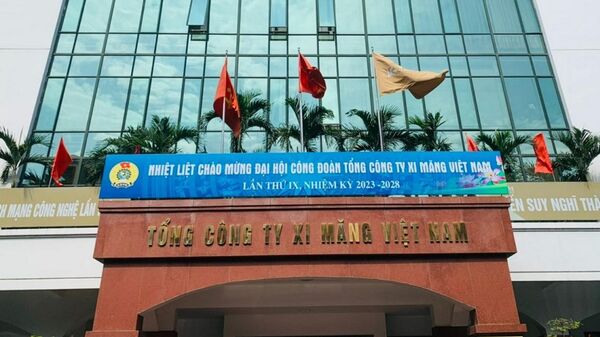 NHIỆT LIỆT CHÀO MỪNG ĐẠI HỘI CÔNG ĐOÀN TỔNG CÔNG TY XI MĂNG VIỆT NAM
LẦN THỨ IX, NHIỆM KỲ 2023 -2028
MẠNG CÔNG NGHỆ LẦN
SUY NGHĨ
TỔNG CÔNG TY XI MĂNG VIỆT NAM